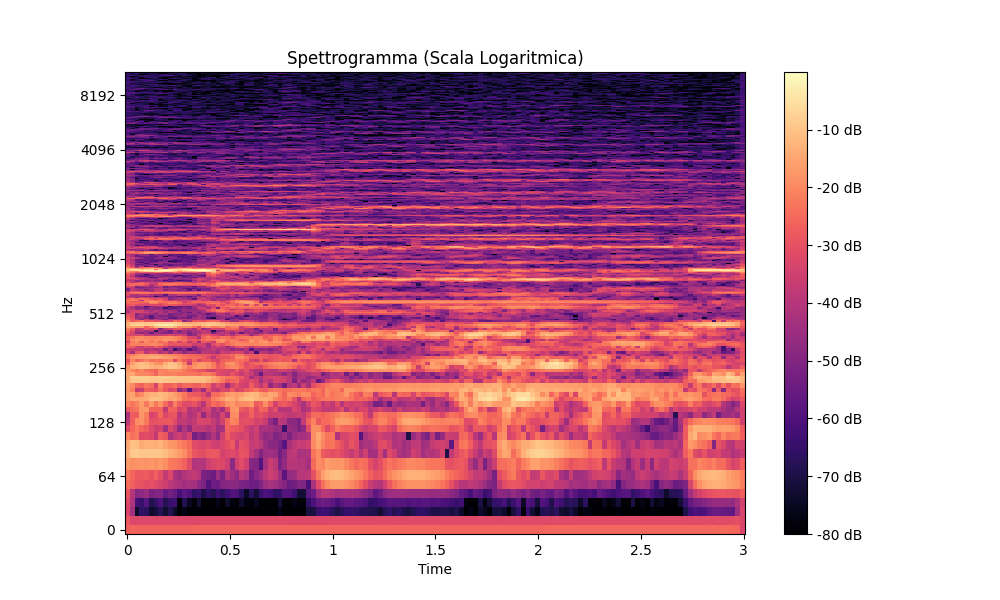 Spettrogramma (Scala Logaritmica)
8192
4096
2048
1024
512
256
128
64
0
Hz
0
0.5
1
1.5
2
2.5
3
Time
-10 dB
-20 dB
-30 dB
-40 dB
-50 dB
-60 dB
-70 dB
-80 dB